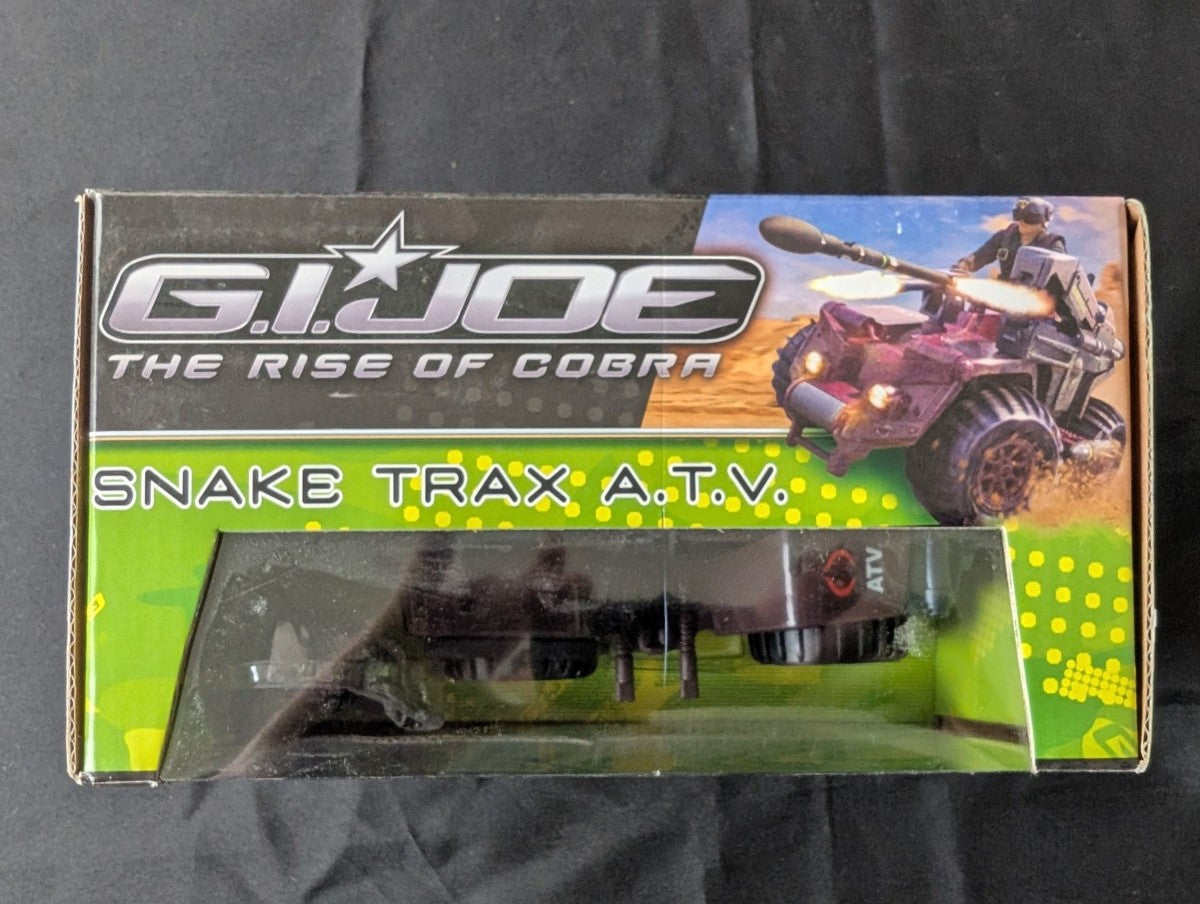 G.I.JOE
THE RISE OF COBRA
SNAKE TRAX A.T.V.
ATV